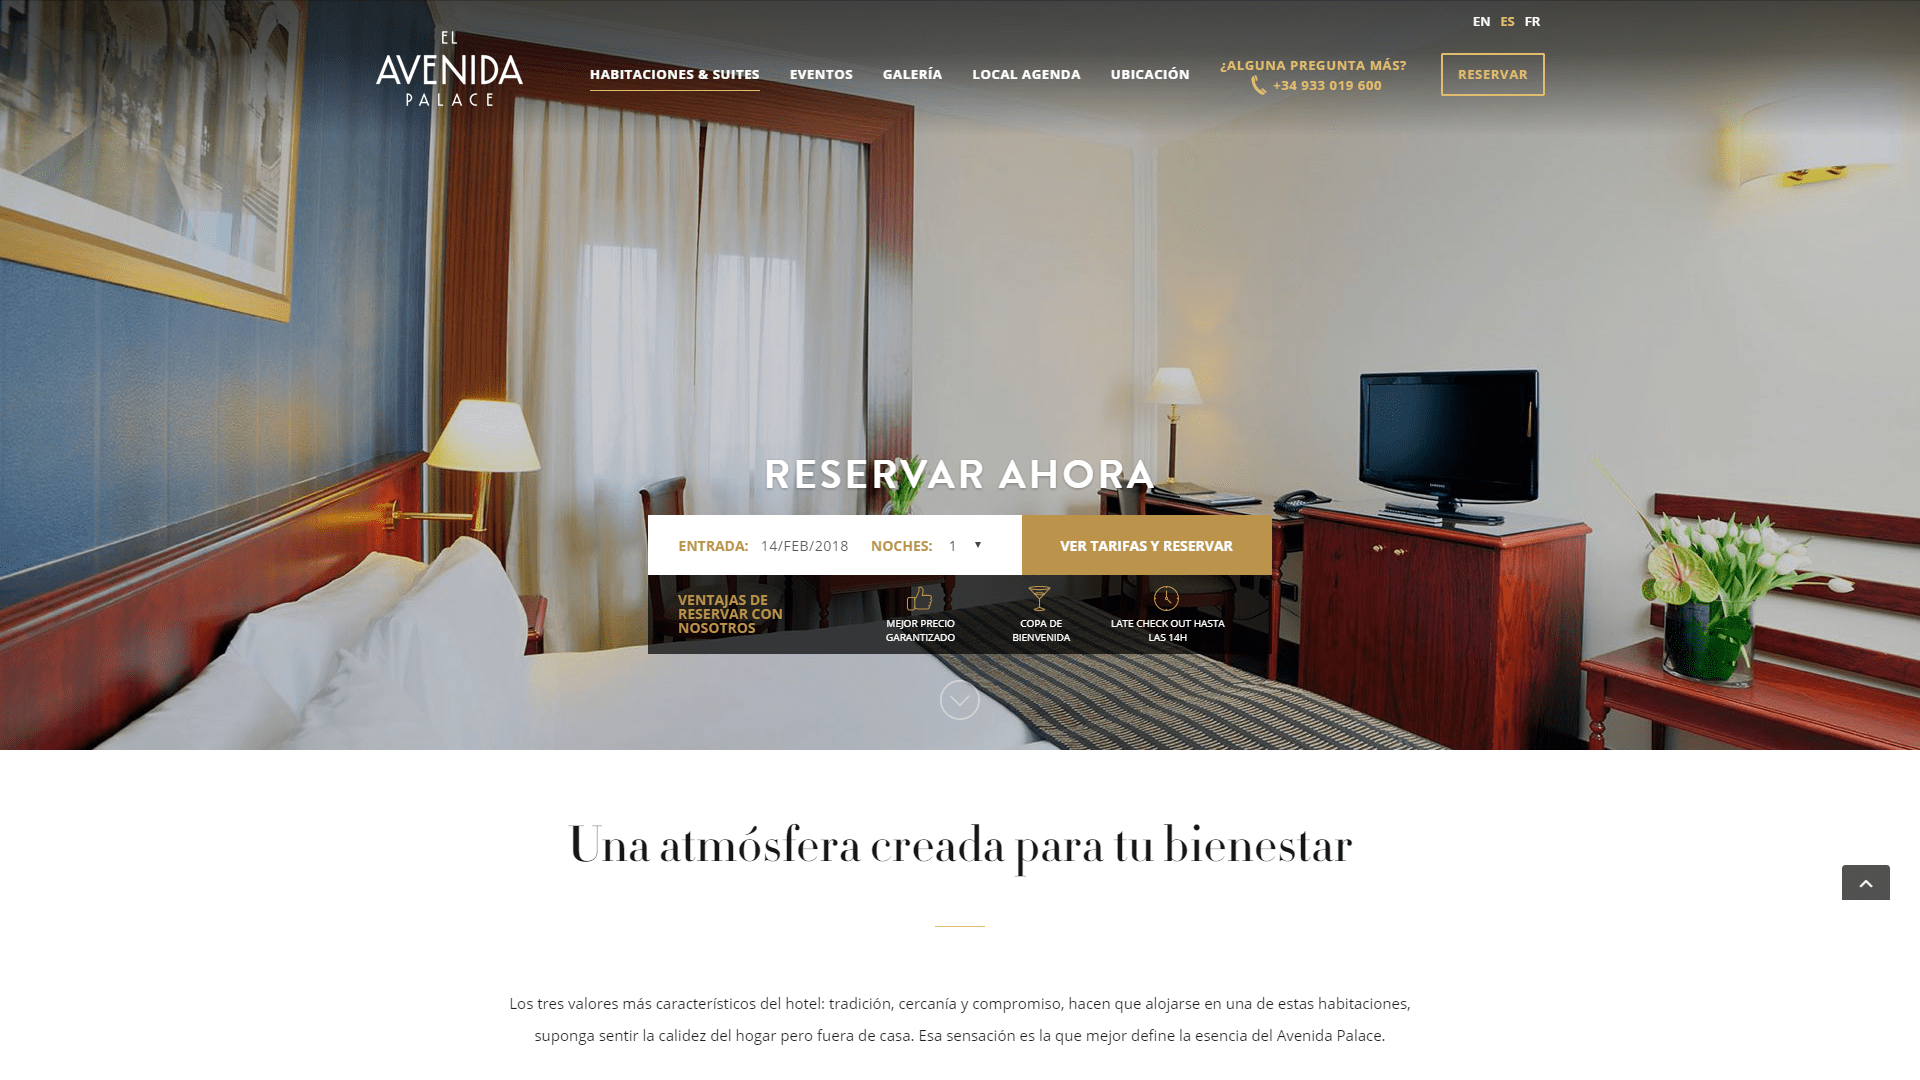 EN ES FR
EL
AVENIDA
PALACE
HABITACIONES & SUITES
EVENTOS
GALERÍA
LOCAL AGENDA
UBICACIÓN
¿ALGUNA PREGUNTA MÁS?
+34 933 019 600
RESERVAR
RESERVAR AHORA
ENTRADA: 14/FEB/2018 NOCHES: 1
VER TARIFAS Y RESERVAR
VENTAJAS DE
RESERVAR CON
NOSOTROS
MEJOR PRECIO
GARANTIZADO
COPA DE
BIENVENIDA
LATE CHECK OUT HASTA
LAS 14H
Una atmósfera creada para tu bienestar
Los tres valores más característicos del hotel: tradición, cercanía y compromiso, hacen que alojarse en una de estas habitaciones,
suponga sentir la calidez del hogar pero fuera de casa. Esa sensación es la que mejor define la esencia del Avenida Palace.